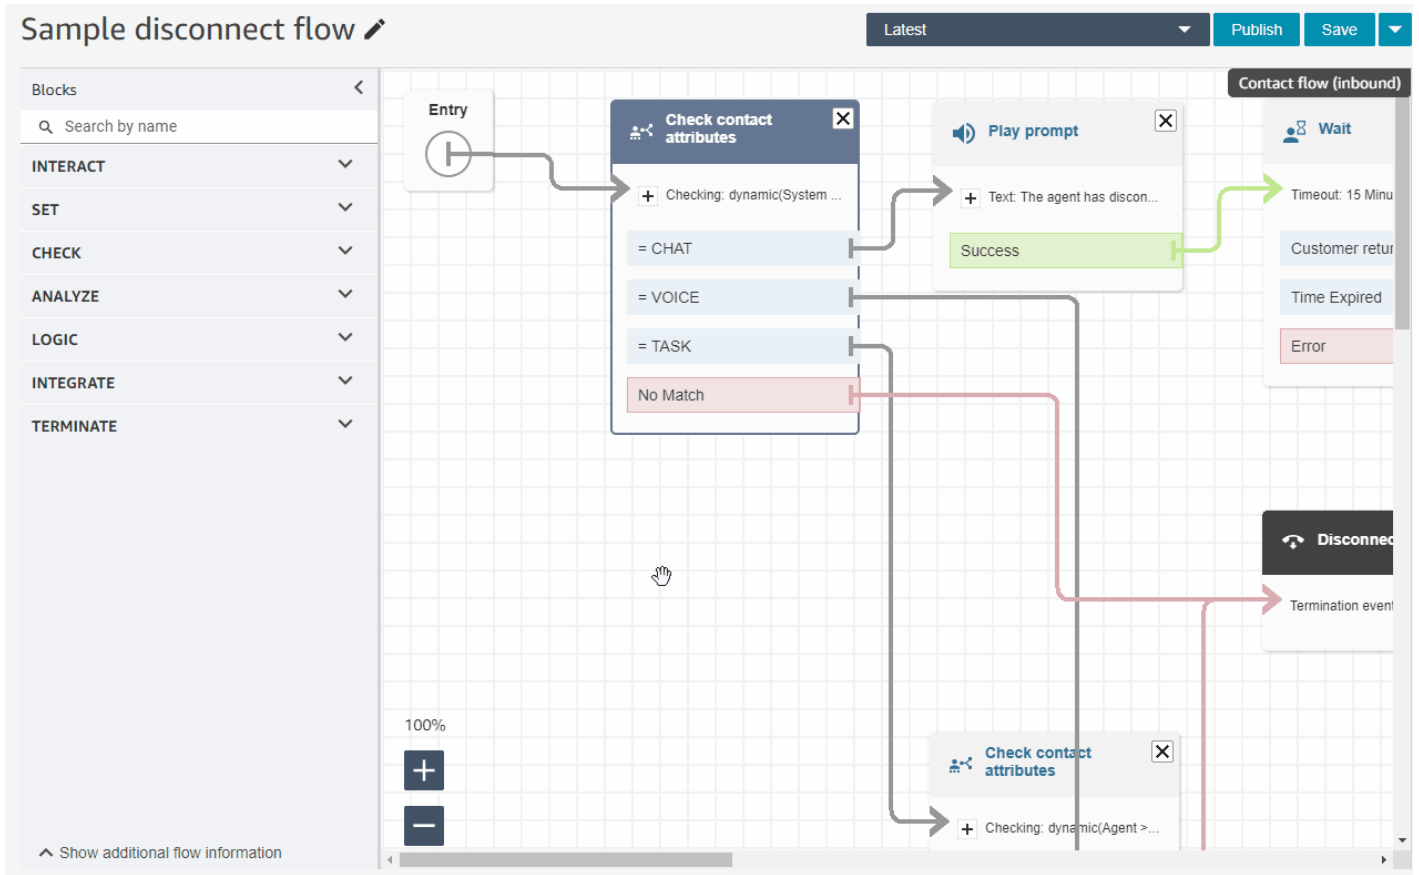 Sample disconnect flow
Latest
Publish
Save
Blocks
Search by name
INTERACT
SET
CHECK
ANALYZE
LOGIC
INTEGRATE
TERMINATE
Show additional flow information
Contact flow (inbound)
Entry
Check contact
attributes
Checking: dynamic(System ...
= CHAT
= VOICE
= TASK
No Match
Play prompt
Text: The agent has discon...
Success
Wait
Timeout: 15 Minu
Customer retur
Time Expired
Error
Disconnec
Termination event
Check contact
attributes
Checking: dynamic(Agent >...
100%